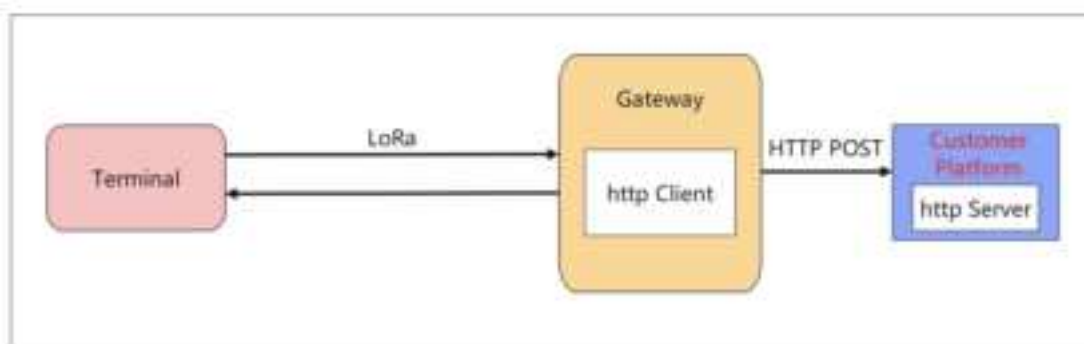 Gateway
LoRa
HTTP POST
Customer
Platform
Terminal
http Client
http Server